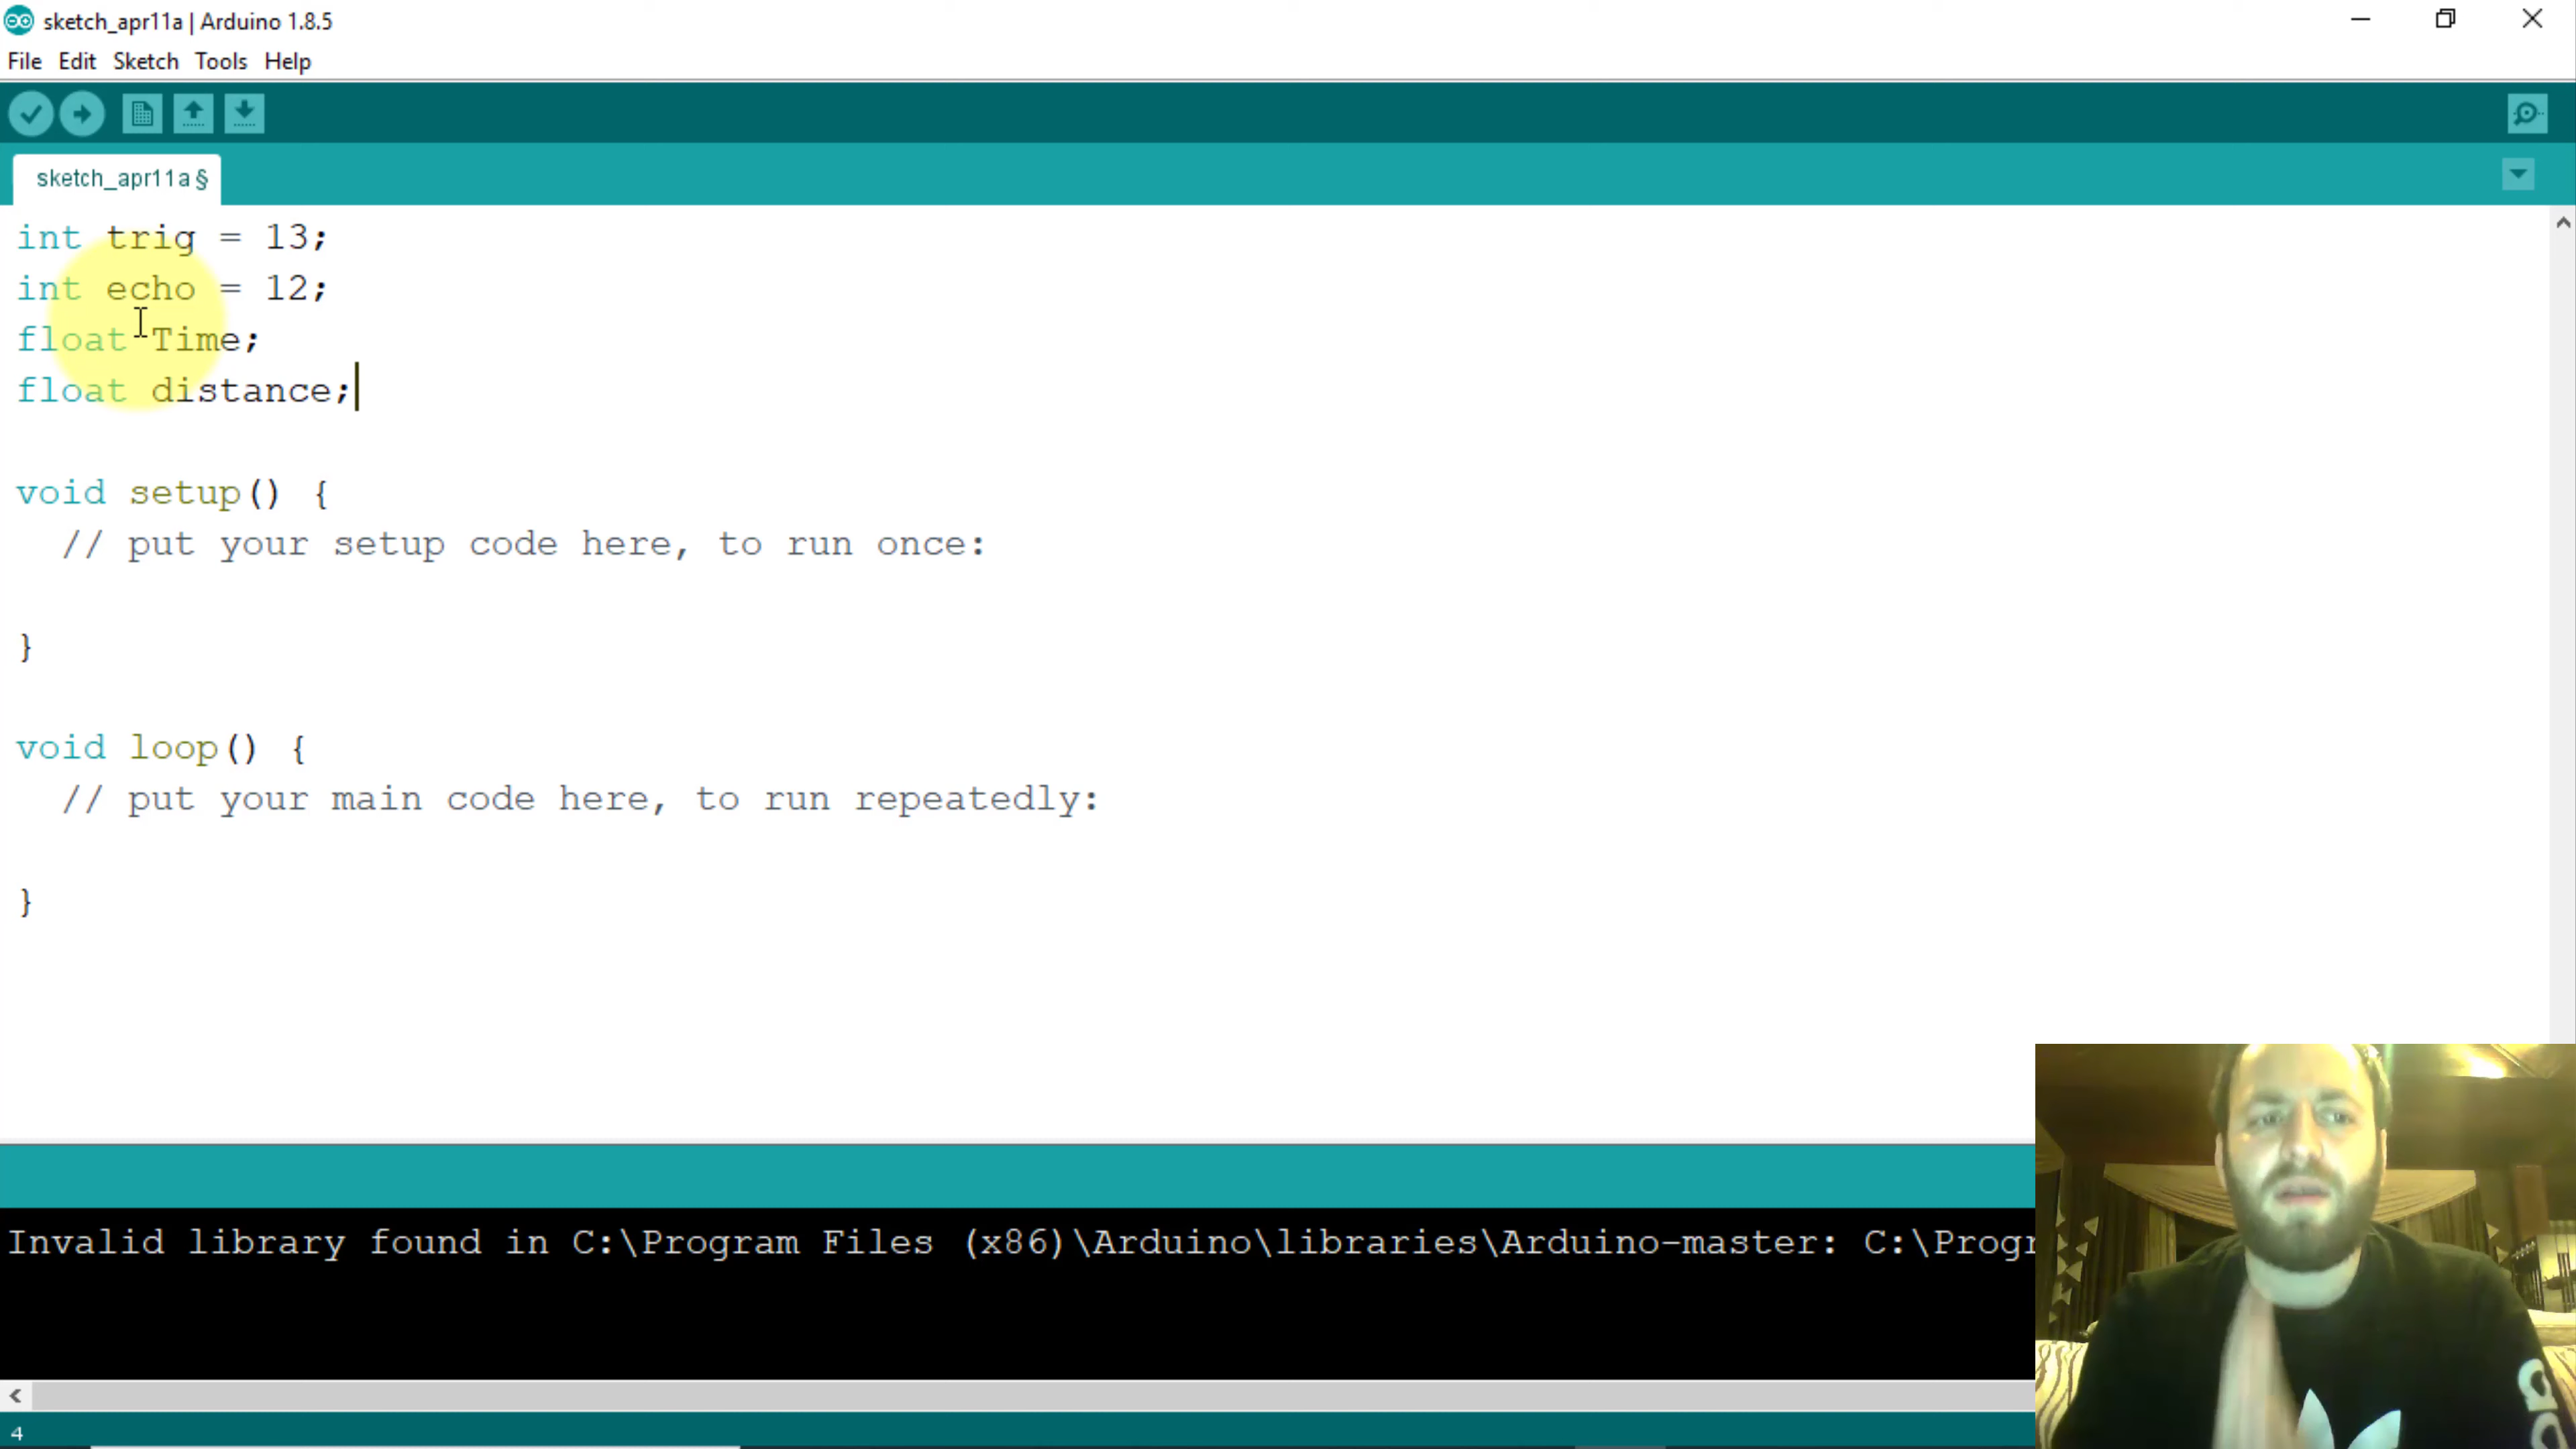 sketch_apr11a | Arduino 1.8.5
File Edit Sketch Tools Help
sketch_apr11a §
int trig = 13;
int echo = 12;
float Time;
float distance;
void setup() {
  // put your setup code here, to run once:
}
void loop() {
  // put your main code here, to run repeatedly:
}
Invalid library found in C:\Program Files (x86)\Arduino\libraries\Arduino-master: C:\Progr
4